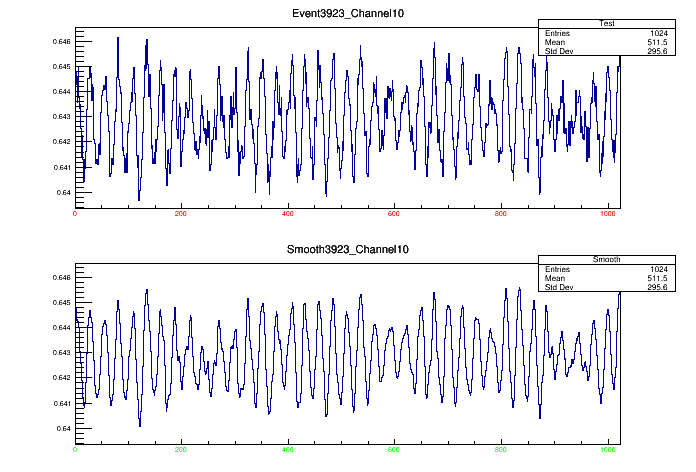 Event3923_Channel10
Test
Entries 1024
Mean 511.5
Std Dev 295.6
0.646
0.645
0.644
0.643
0.642
0.641
0.64
0 200 400 600 800 1000
Smooth3923_Channel10
Smooth
Entries 1024
Mean 511.5
Std Dev 295.6
0.646
0.645
0.644
0.643
0.642
0.641
0.64
0 200 400 600 800 1000